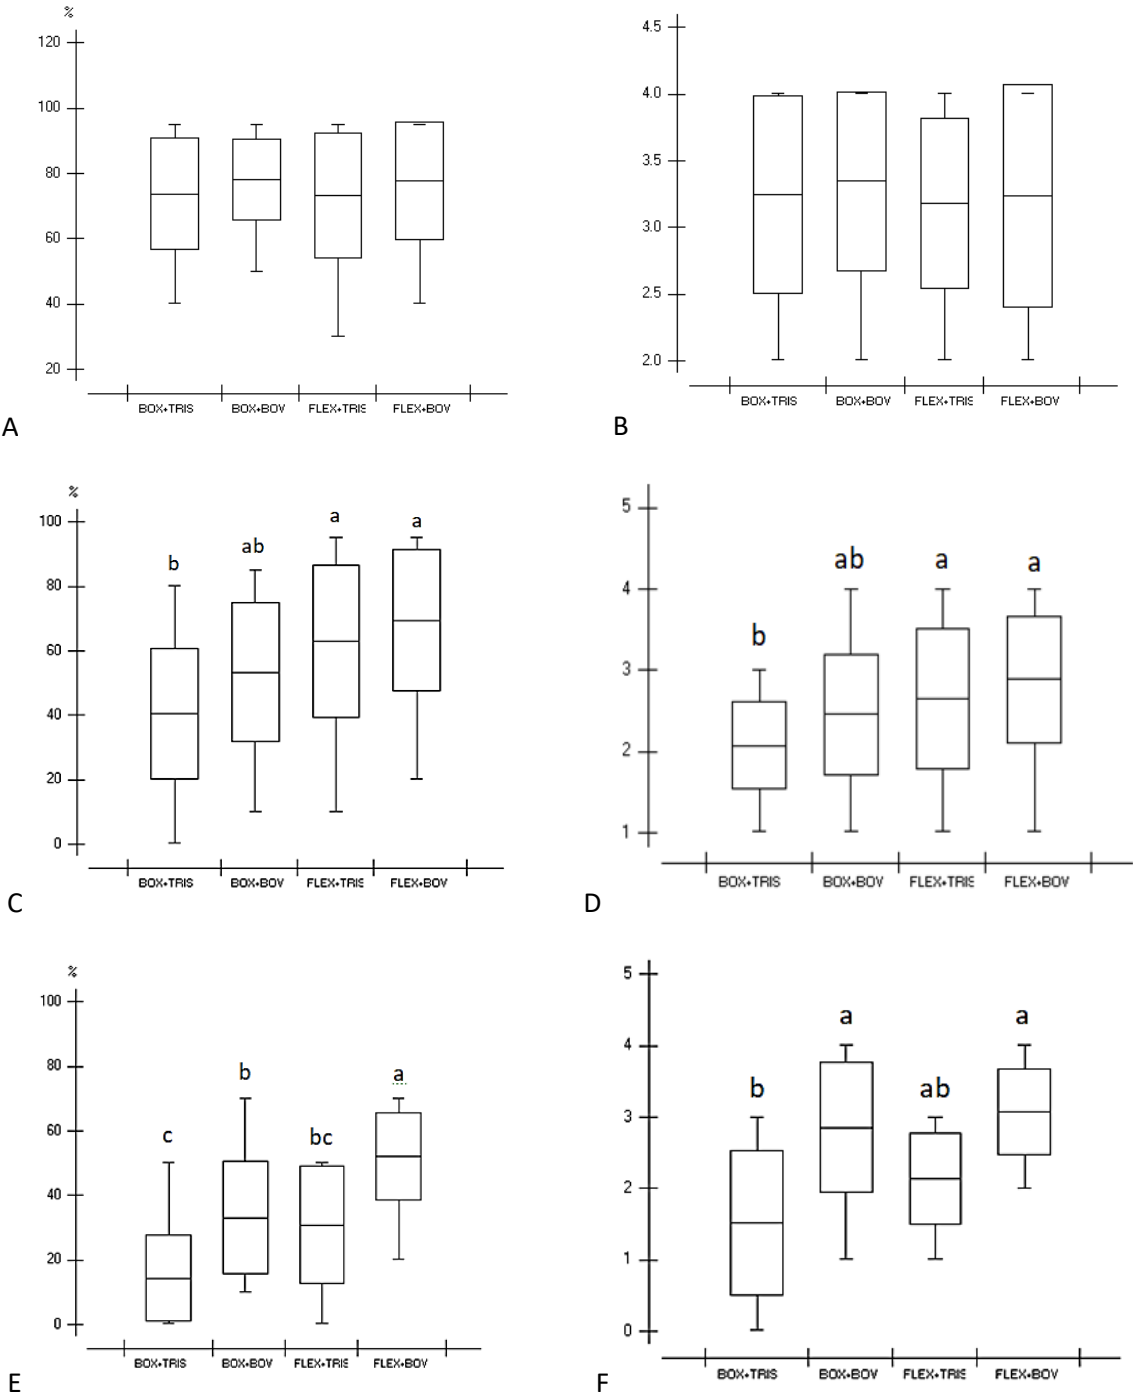 %
120
100
80
60
40
20
BOX+TRIS BOX+BOV FLEX+TRIS FLEX+BOV
A
4.5
4.0
3.5
3.0
2.5
2.0
BOX+TRIS BOX+BOV FLEX+TRIS FLEX+BOV
B
%
100
80
60
40
20
0
b ab a a
BOX+TRIS BOX+BOV FLEX+TRIS FLEX+BOV
C
5
4
3
2
1
b ab a a
BOX+TRIS BOX+BOV FLEX+TRIS FLEX+BOV
D
%
100
80
60
40
20
0
c b bc a
BOX+TRIS BOX+BOV FLEX+TRIS FLEX+BOV
E
5
4
3
2
1
0
b a ab a
BOX+TRIS BOX+BOV FLEX+TRIS FLEX+BOV
F